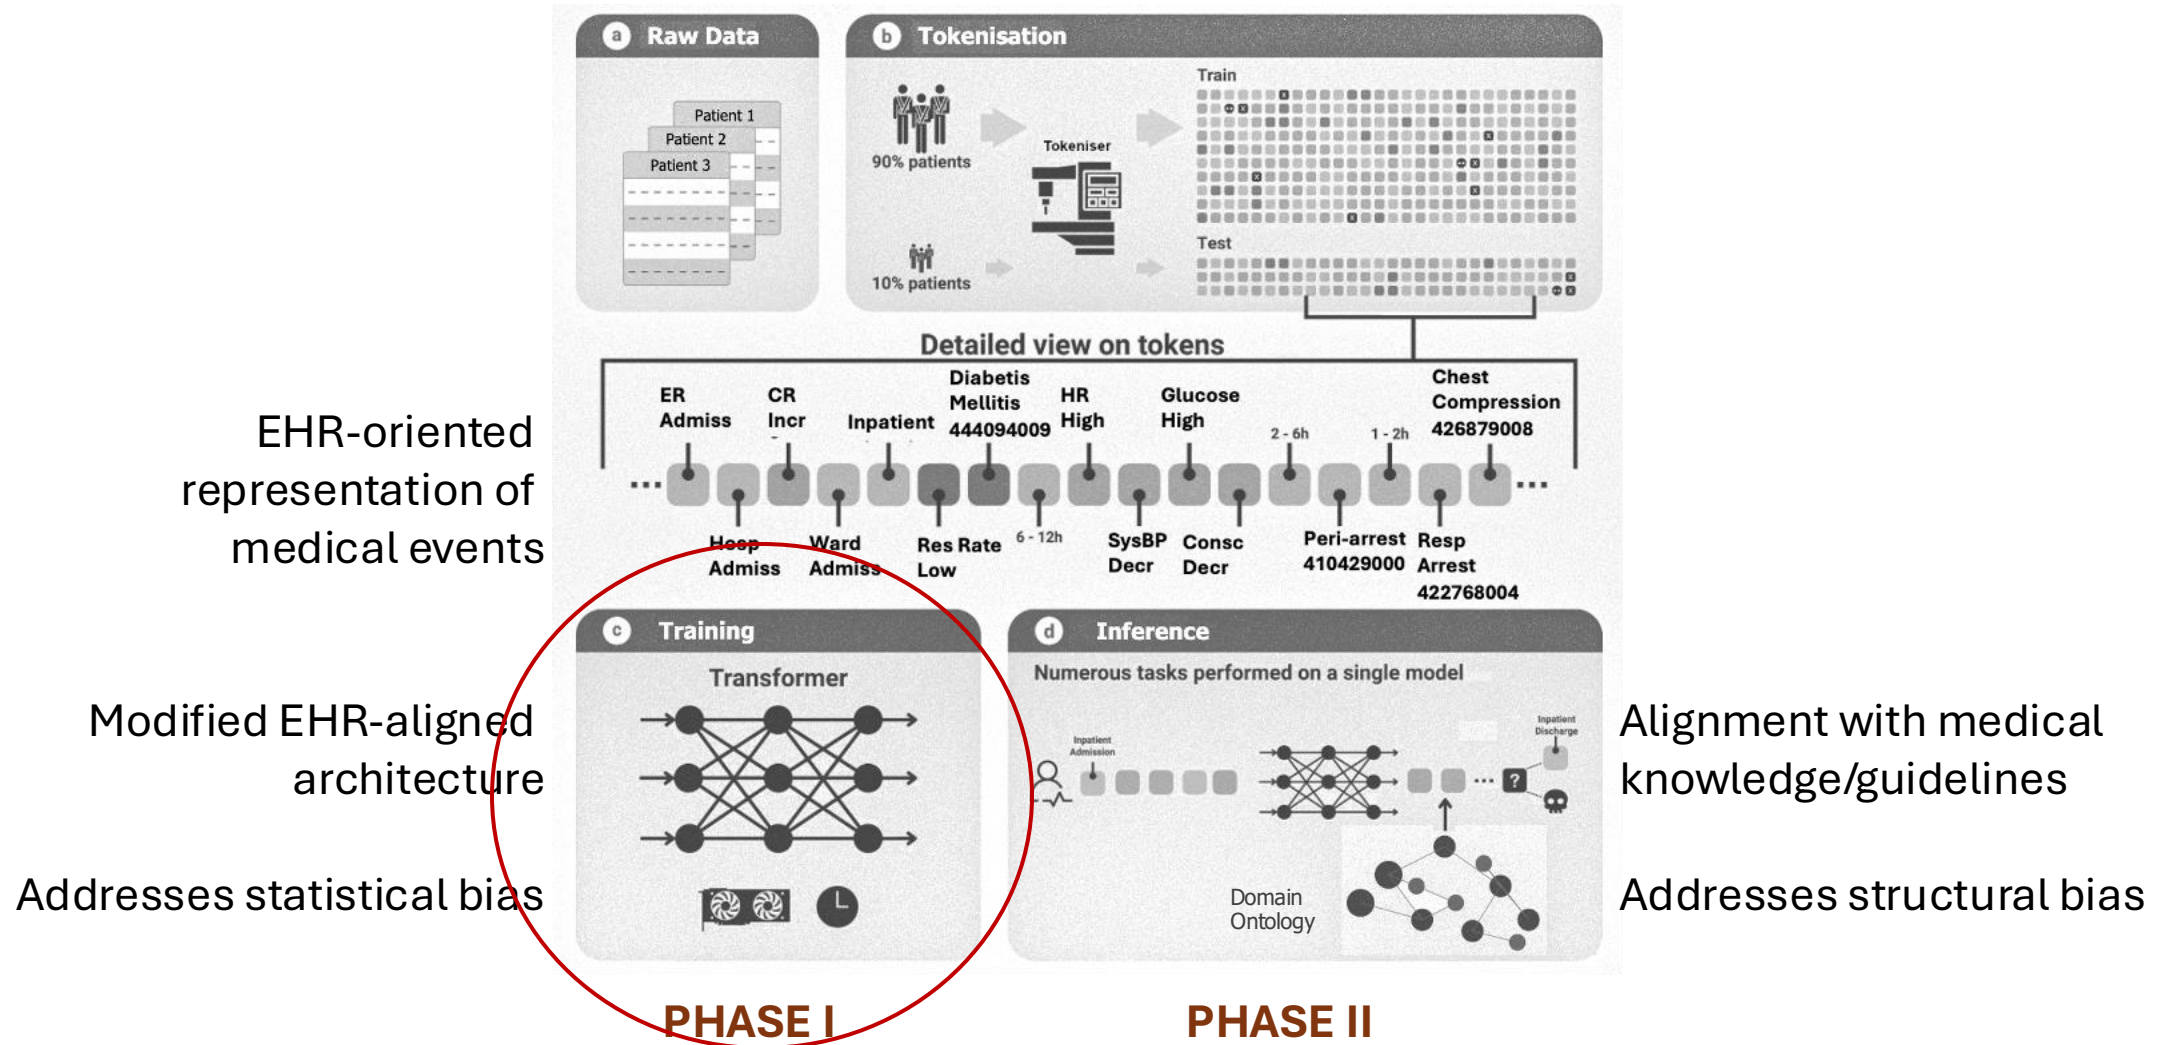 a Raw Data
Patient 1
Patient 2
Patient 3
b Tokenisation
90% patients
10% patients
Tokeniser
Train
Test
Detailed view on tokens
ER
Admiss
CR
Incr
Inpatient
Diabetis
Mellitis
444094009
HR
High
Glucose
High
2 - 6h
1 - 2h
Chest
Compression
426879008
...
...
Hosp
Admiss
Ward
Admiss
Res Rate
Low
6 - 12h
SysBP
Decr
Consc
Decr
Peri-arrest
410429000
Resp
Arrest
422768004
EHR-oriented
representation of
medical events
Modified EHR-aligned
architecture
Addresses statistical bias
c Training
Transformer
d Inference
Numerous tasks performed on a single model
Inpatient
Admission
...
?
Inpatient
Discharge
Domain
Ontology
Alignment with medical
knowledge/guidelines
Addresses structural bias
PHASE I
PHASE II